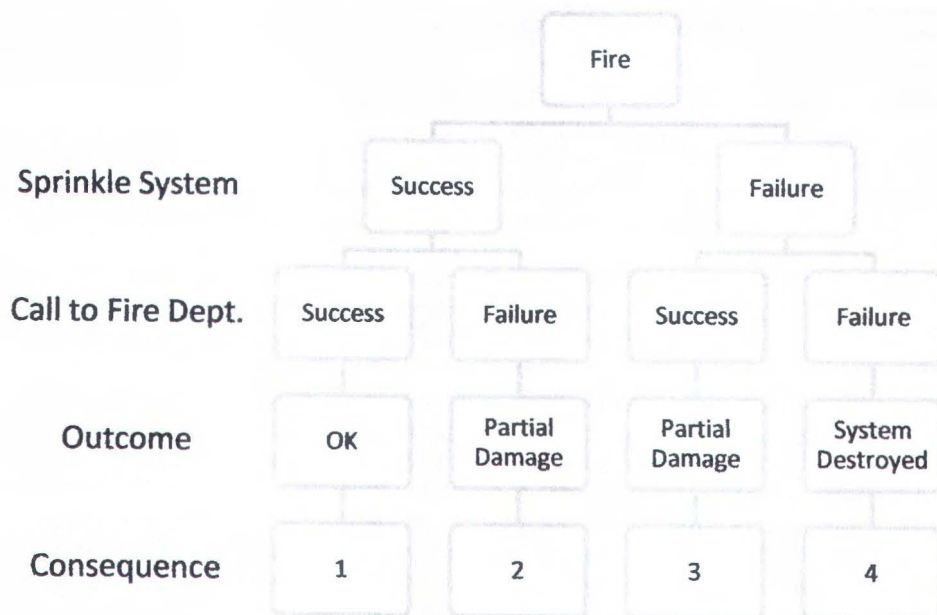 Fire
Sprinkle System
Success
Failure
Call to Fire Dept.
Success
Failure
Success
Failure
Outcome
OK
Partial
Damage
Partial
Damage
System
Destroyed
Consequence
1
2
3
4